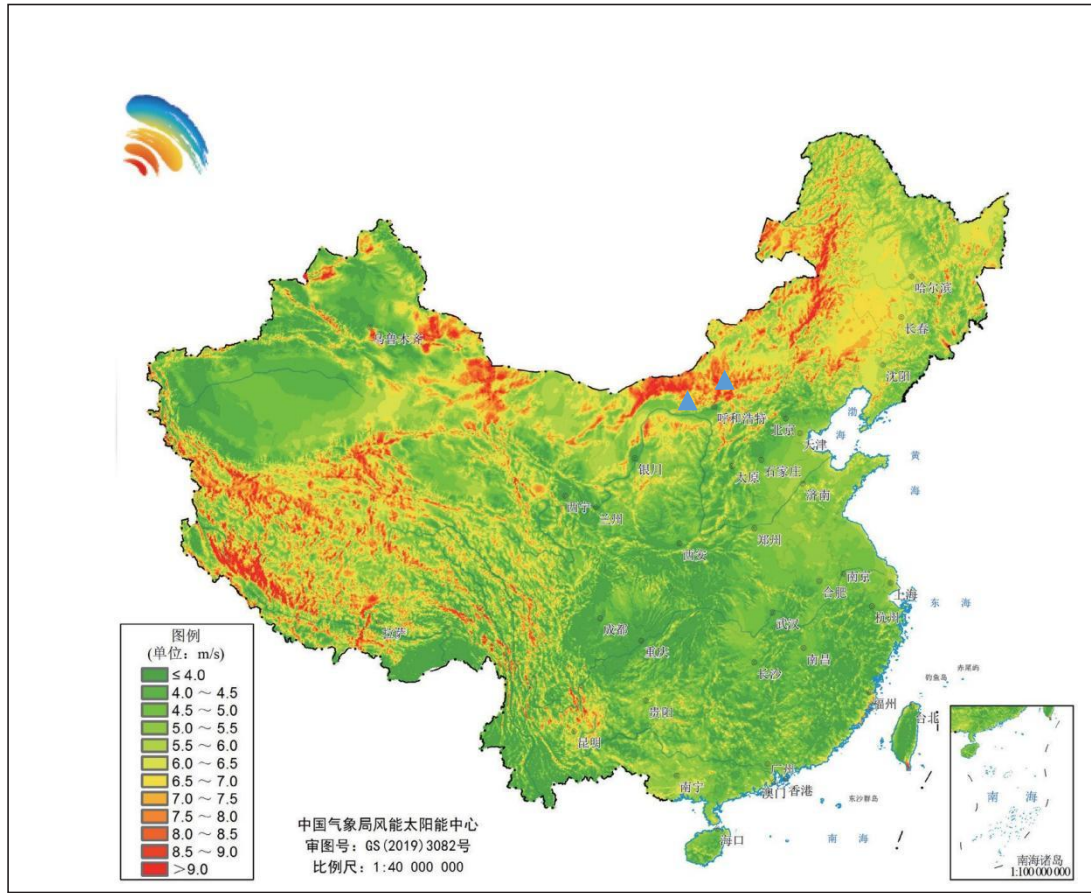 哈尔滨
长春
乌鲁木齐
沈阳
呼和浩特
北京
渤
海
天津
黄
海
银川
太原
石家庄
济南
西宁
兰州
郑州
西安
南京
合肥
上海
东 海
杭州
武汉
成都
拉萨
重庆
南昌
长沙
赤尾屿
钓鱼岛
贵阳
福州
台北
昆明
广州
南宁
澳门
香港
东沙群岛
南 海
海口
图例
(单位：m/s)
≤4.0
4.0～4.5
4.5～5.0
5.0～5.5
5.5～6.0
6.0～6.5
6.5～7.0
7.0～7.5
7.5～8.0
8.0～8.5
8.5～9.0
>9.0
中国气象局风能太阳能中心
审图号：GS(2019)3082号
比例尺：1:40 000 000
南 海
南海诸岛
1:100 000 000